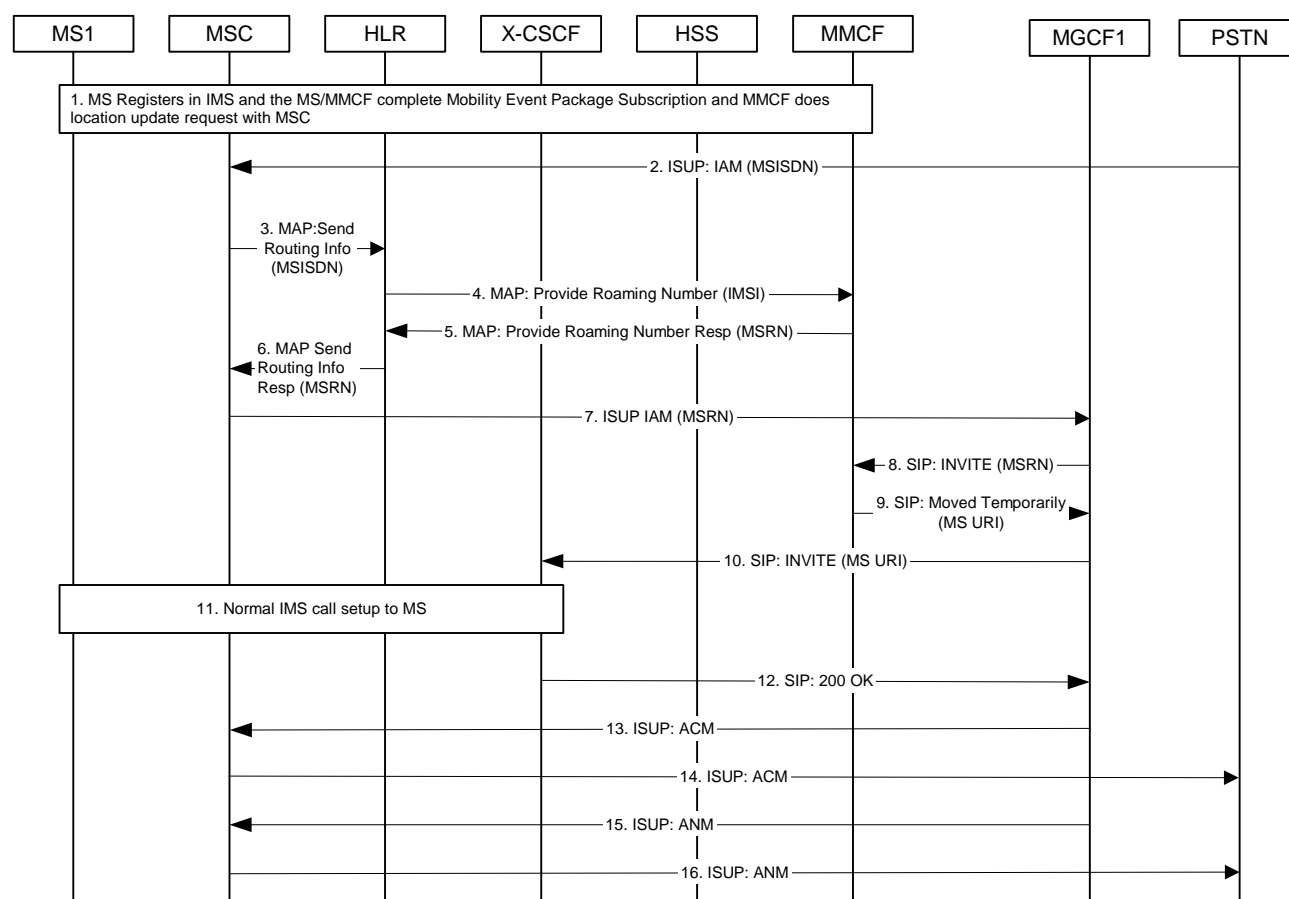 MS1
MSC
HLR
X-CSCF
HSS
MMCF
MGCF1
PSTN
1. MS Registers in IMS and the MS/MMCF complete Mobility Event Package Subscription and MMCF does
location update request with MSC
2. ISUP: IAM (MSISDN)
3. MAP:Send
Routing Info
(MSISDN)
4. MAP: Provide Roaming Number (IMSI)
5. MAP: Provide Roaming Number Resp (MSRN)
6. MAP Send
Routing Info
Resp (MSRN)
7. ISUP IAM (MSRN)
8. SIP: INVITE (MSRN)
9. SIP: Moved Temporarily
(MS URI)
10. SIP: INVITE (MS URI)
11. Normal IMS call setup to MS
12. SIP: 200 OK
13. ISUP: ACM
14. ISUP: ACM
15. ISUP: ANM
16. ISUP: ANM